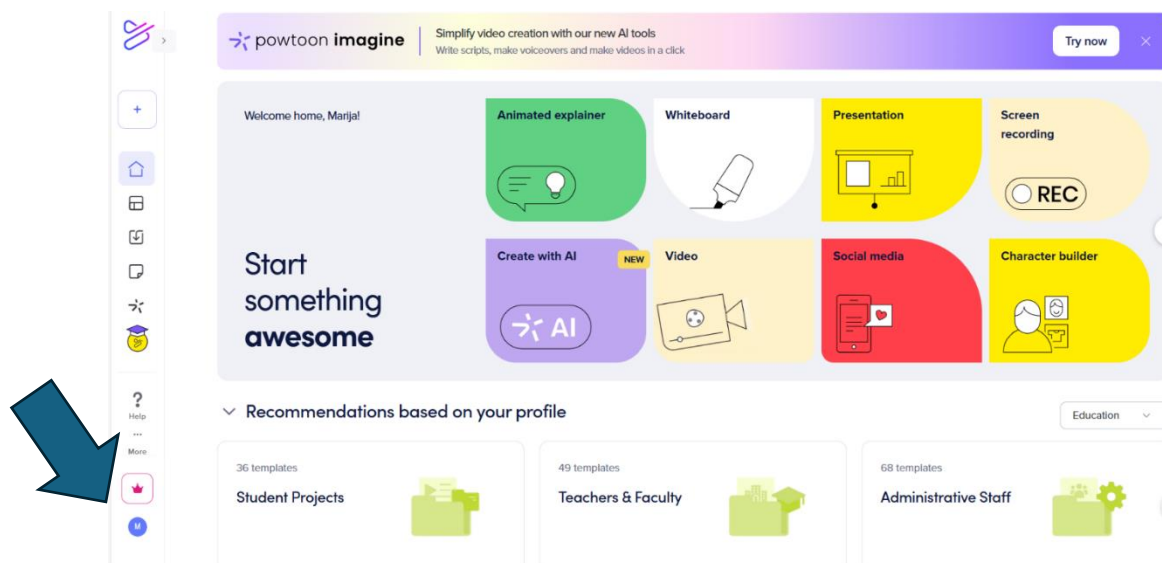 powtoon imagine
Simplify video creation with our new AI tools
Write scripts, make voiceovers and make videos in a click
Try now
Welcome home, Marija!
Start
something
awesome
Animated explainer
Whiteboard
Presentation
Screen
recording
REC
Create with AI
NEW
AI
Video
Social media
Character builder
Help
More
M
Recommendations based on your profile
Education
36 templates
Student Projects
49 templates
Teachers & Faculty
68 templates
Administrative Staff